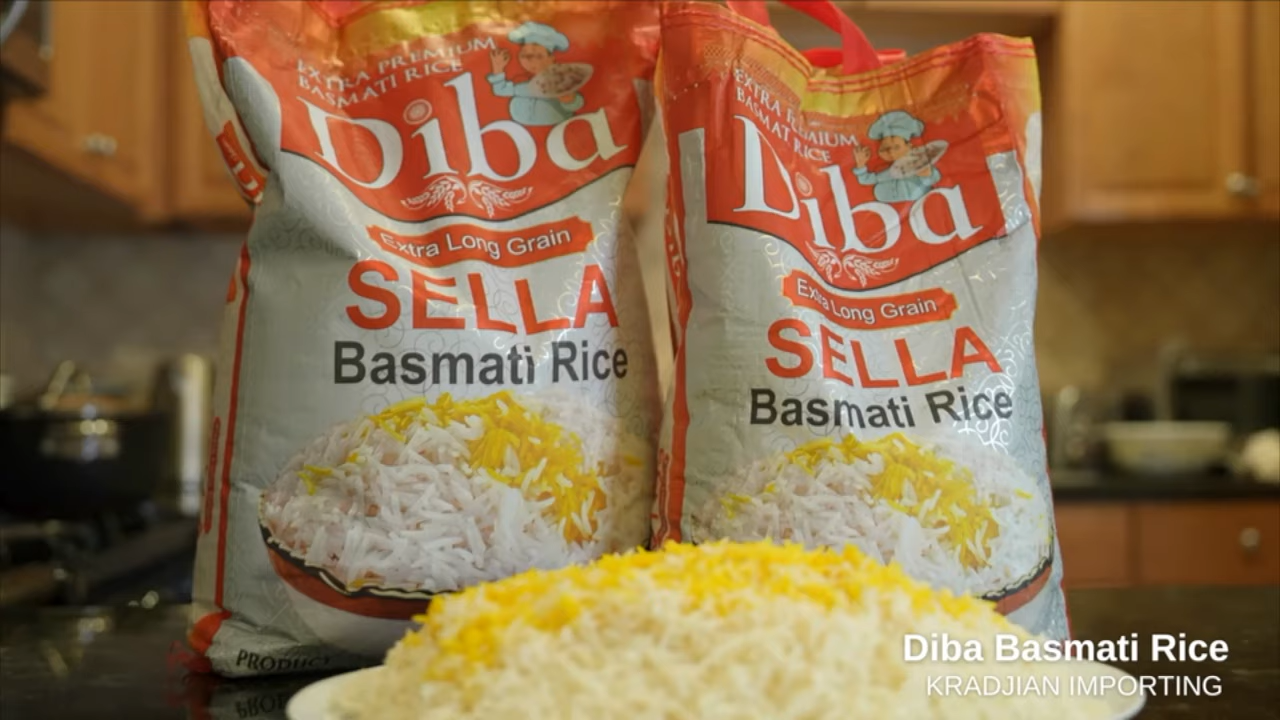 EXTRA PREMIUM
BASMATI RICE
Diba
Extra Long Grain
SELLA
Basmati Rice
EXTRA PREMIUM
BASMATI RICE
Diba
Extra Long Grain
SELLA
Basmati Rice
Diba Basmati Rice
KRADJIAN IMPORTING